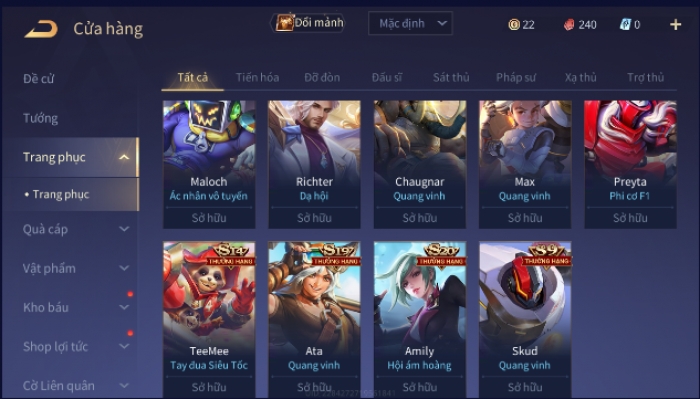 Cửa hàng
Dổi mảnh
Mặc định
22
240
0
Đề cử
Tất cả
Tiến hóa
Đỡ đòn
Đấu sĩ
Sát thủ
Pháp sư
Xạ thủ
Trợ thủ
Tướng
Trang phục
• Trang phục
Quà cáp
Vật phẩm
Kho báu
Shop lợi tức
Cờ Liên quân
Maloch
Ác nhân vô tuyến
Sở hữu
Richter
Dạ hội
Sở hữu
Chaugnar
Quang vinh
Sở hữu
Max
Quang vinh
Sở hữu
Preyta
Phi cơ F1
Sở hữu
S14
THƯỞNG HẠNG
TeeMee
Tay đua Siêu Tốc
Sở hữu
S19
THƯỞNG HẠNG
Ata
Quang vinh
Sở hữu
S20
THƯỞNG HẠNG
Amily
Hội ám hoàng
Sở hữu
S9
THƯỞNG HẠNG
Skud
Quang vinh
Sở hữu